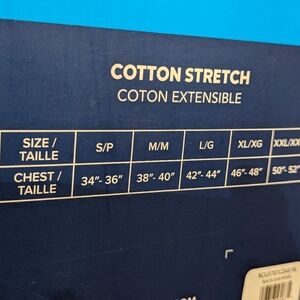 COTTON STRETCH
COTON EXTENSIBLE
SIZE / TAILLE S/P M/M L/G XL/XG XXL/XX
CHEST / TAILLE 34"- 36" 38"- 40" 42"- 44" 46"- 48" 50"- 52"